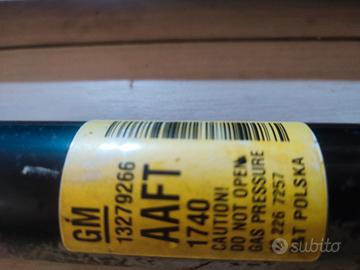 GM
13279266
AAFT
1740
CAUTION!
DO NOT OPEN
GAS PRESSURE
226 7257
T POLSKA
subito